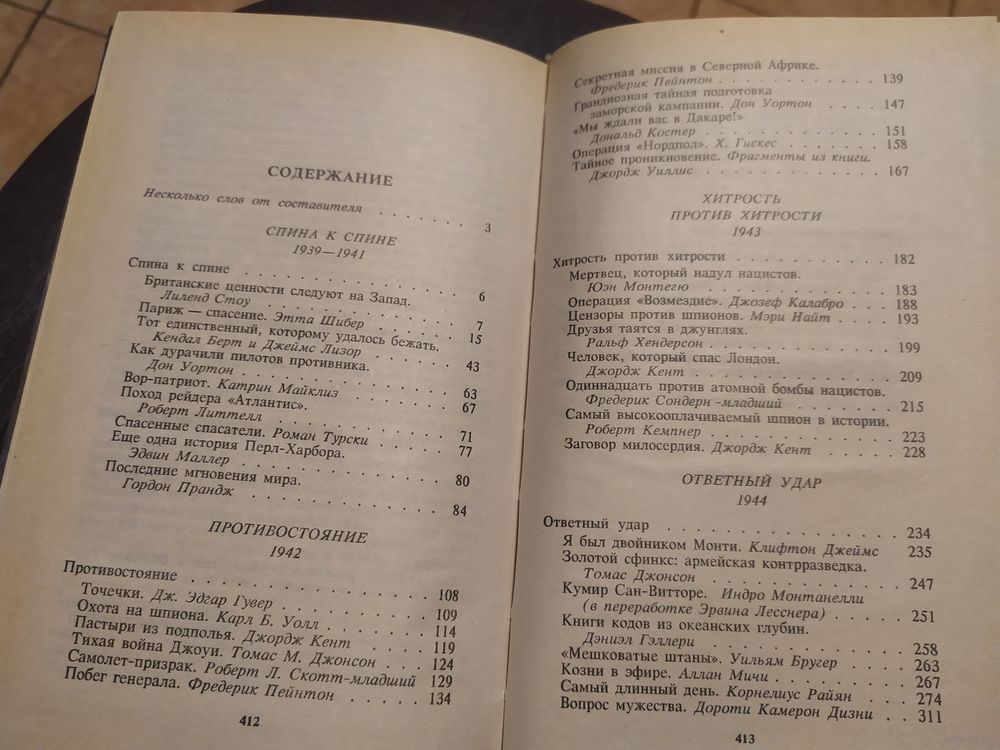 СОДЕРЖАНИЕ
Несколько слов от составителя . . . . . . . 3
СПИНА К СПИНЕ
1939—1941
Спина к спине . . . . . . . . . . . . . 6
Британские ценности следуют на Запад.
Лиленд Стоу . . . . . . . . . . . . 7
Париж — спасение. Этта Шибер . . . . . . 15
Тот единственный, которому удалось бежать.
Кендал Берт и Джеймс Лизор . . . . . . 43
Как дурачили пилотов противника.
Дон Уортон . . . . . . . . . . . . 63
Вор-патриот. Катрин Майклиз . . . . . . . 67
Поход рейдера «Атлантис».
Роберт Литтелл . . . . . . . . . . . 71
Спасенные спасатели. Роман Турски . . . . . 77
Еще одна история Перл-Харбора.
Эдвин Маллер . . . . . . . . . . . 80
Последние мгновения мира.
Гордон Прандж . . . . . . . . . . . 84
ПРОТИВОСТОЯНИЕ
1942
Противостояние . . . . . . . . . . . . 108
Точечки. Дж. Эдгар Гувер . . . . . . . . 109
Охота на шпиона. Карл Б. Уолл . . . . . . 114
Пастыри из подполья. Джордж Кент . . . . . 119
Тихая война Джоуи. Томас М. Джонсон . . . . 124
Самолет-призрак. Роберт Л. Скотт-младший 129
Побег генерала. Фредерик Пейнтон . . . . . 134
412
Секретная миссия в Северной Африке.
Фредерик Пейнтон . . . . . . . . . . 139
Грандиозная тайная подготовка
заморской кампании. Дон Уортон . . . . 147
«Мы ждали вас в Дакаре!»
Дональд Костер . . . . . . . . . . . 151
Операция «Нордпол». Х. Гискес . . . . . . 158
Тайное проникновение. Фрагменты из книги.
Джордж Уиллис . . . . . . . . . . . 167
ХИТРОСТЬ
ПРОТИВ ХИТРОСТИ
1943
Хитрость против хитрости . . . . . . . . 182
Мертвец, который надул нацистов.
Юэн Монтегю . . . . . . . . . . . 183
Операция «Возмездие». Джозеф Калабро . . . . 188
Цензоры против шпионов. Мэри Найт . . . . . 193
Друзья таятся в джунглях.
Ральф Хендерсон . . . . . . . . . . 199
Человек, который спас Лондон.
Джордж Кент . . . . . . . . . . . 209
Одиннадцать против атомной бомбы нацистов.
Фредерик Сондерн -младший . . . . . . . 215
Самый высокооплачиваемый шпион в истории.
Роберт Кемпнер . . . . . . . . . . . 223
Заговор милосердия. Джордж Кент . . . . . 228
ОТВЕТНЫЙ УДАР
1944
Ответный удар . . . . . . . . . . . . 234
Я был двойником Монти. Клифтон Джеймс 235
Золотой сфинкс: армейская контрразведка.
Томас Джонсон . . . . . . . . . . . 247
Кумир Сан-Витторе. Индро Монтанелли
(в переработке Эрвина Лесснера) . . . . 251
Книги кодов из океанских глубин.
Дэниэл Гэллери . . . . . . . . . . . 258
«Мешковатые штаны». Уильям Бругер . . . . 263
Козни в эфире. Аллан Мичи . . . . . . . 267
Самый длинный день. Корнелиус Райян . . . . 274
Вопрос мужества. Дороти Камерон Дизни . . 311
413